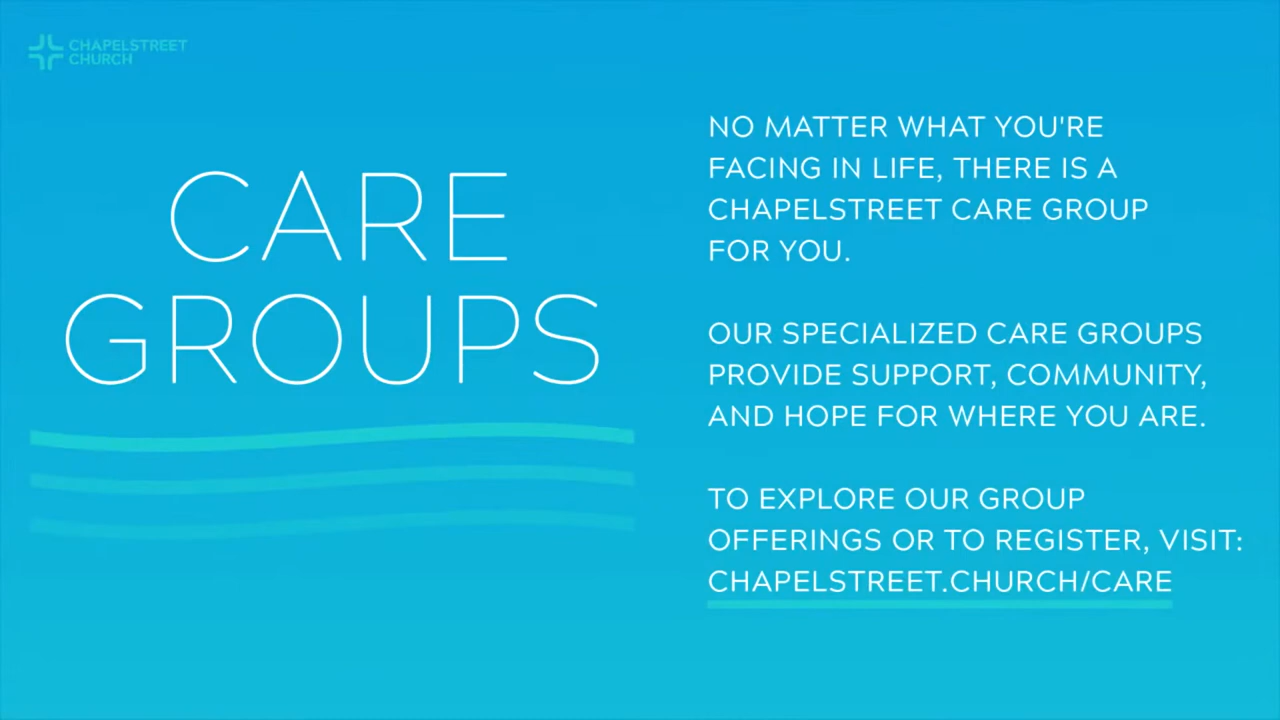 CHAPELSTREET
CHURCH
CARE
GROUPS
NO MATTER WHAT YOU'RE
FACING IN LIFE, THERE IS A
CHAPELSTREET CARE GROUP
FOR YOU.
OUR SPECIALIZED CARE GROUPS
PROVIDE SUPPORT, COMMUNITY,
AND HOPE FOR WHERE YOU ARE.
TO EXPLORE OUR GROUP
OFFERINGS OR TO REGISTER, VISIT:
CHAPELSTREET.CHURCH/CARE